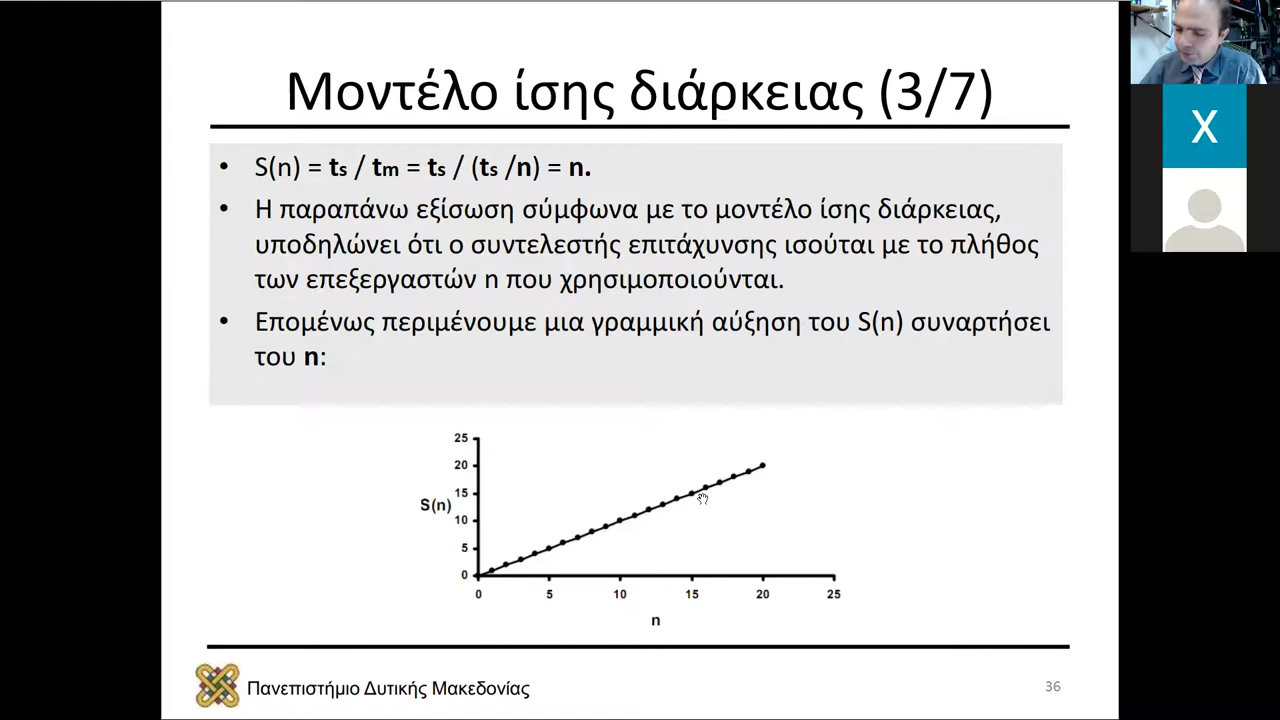 Μοντέλο ίσης διάρκειας (3/7)
• S(n) = ts / tm = ts / (ts /n) = n.
• Η παραπάνω εξίσωση σύμφωνα με το μοντέλο ίσης διάρκειας,
υποδηλώνει ότι ο συντελεστής επιτάχυνσης ισούται με το πλήθος
των επεξεργαστών n που χρησιμοποιούνται.
• Επομένως περιμένουμε μια γραμμική αύξηση του S(n) συναρτήσει
του n:
25
20
15
10
5
0
S(n)
0 5 10 15 20 25
n
Πανεπιστήμιο Δυτικής Μακεδονίας
36
X